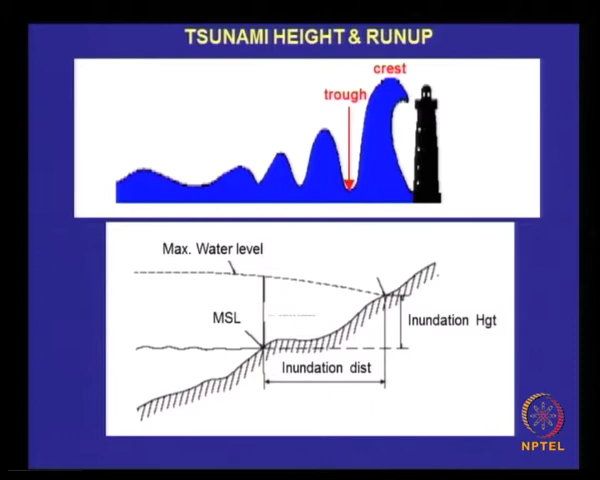 TSUNAMI HEIGHT & RUNUP
crest
trough
Max. Water level
MSL
Inundation Hgt
Inundation dist
NPTEL